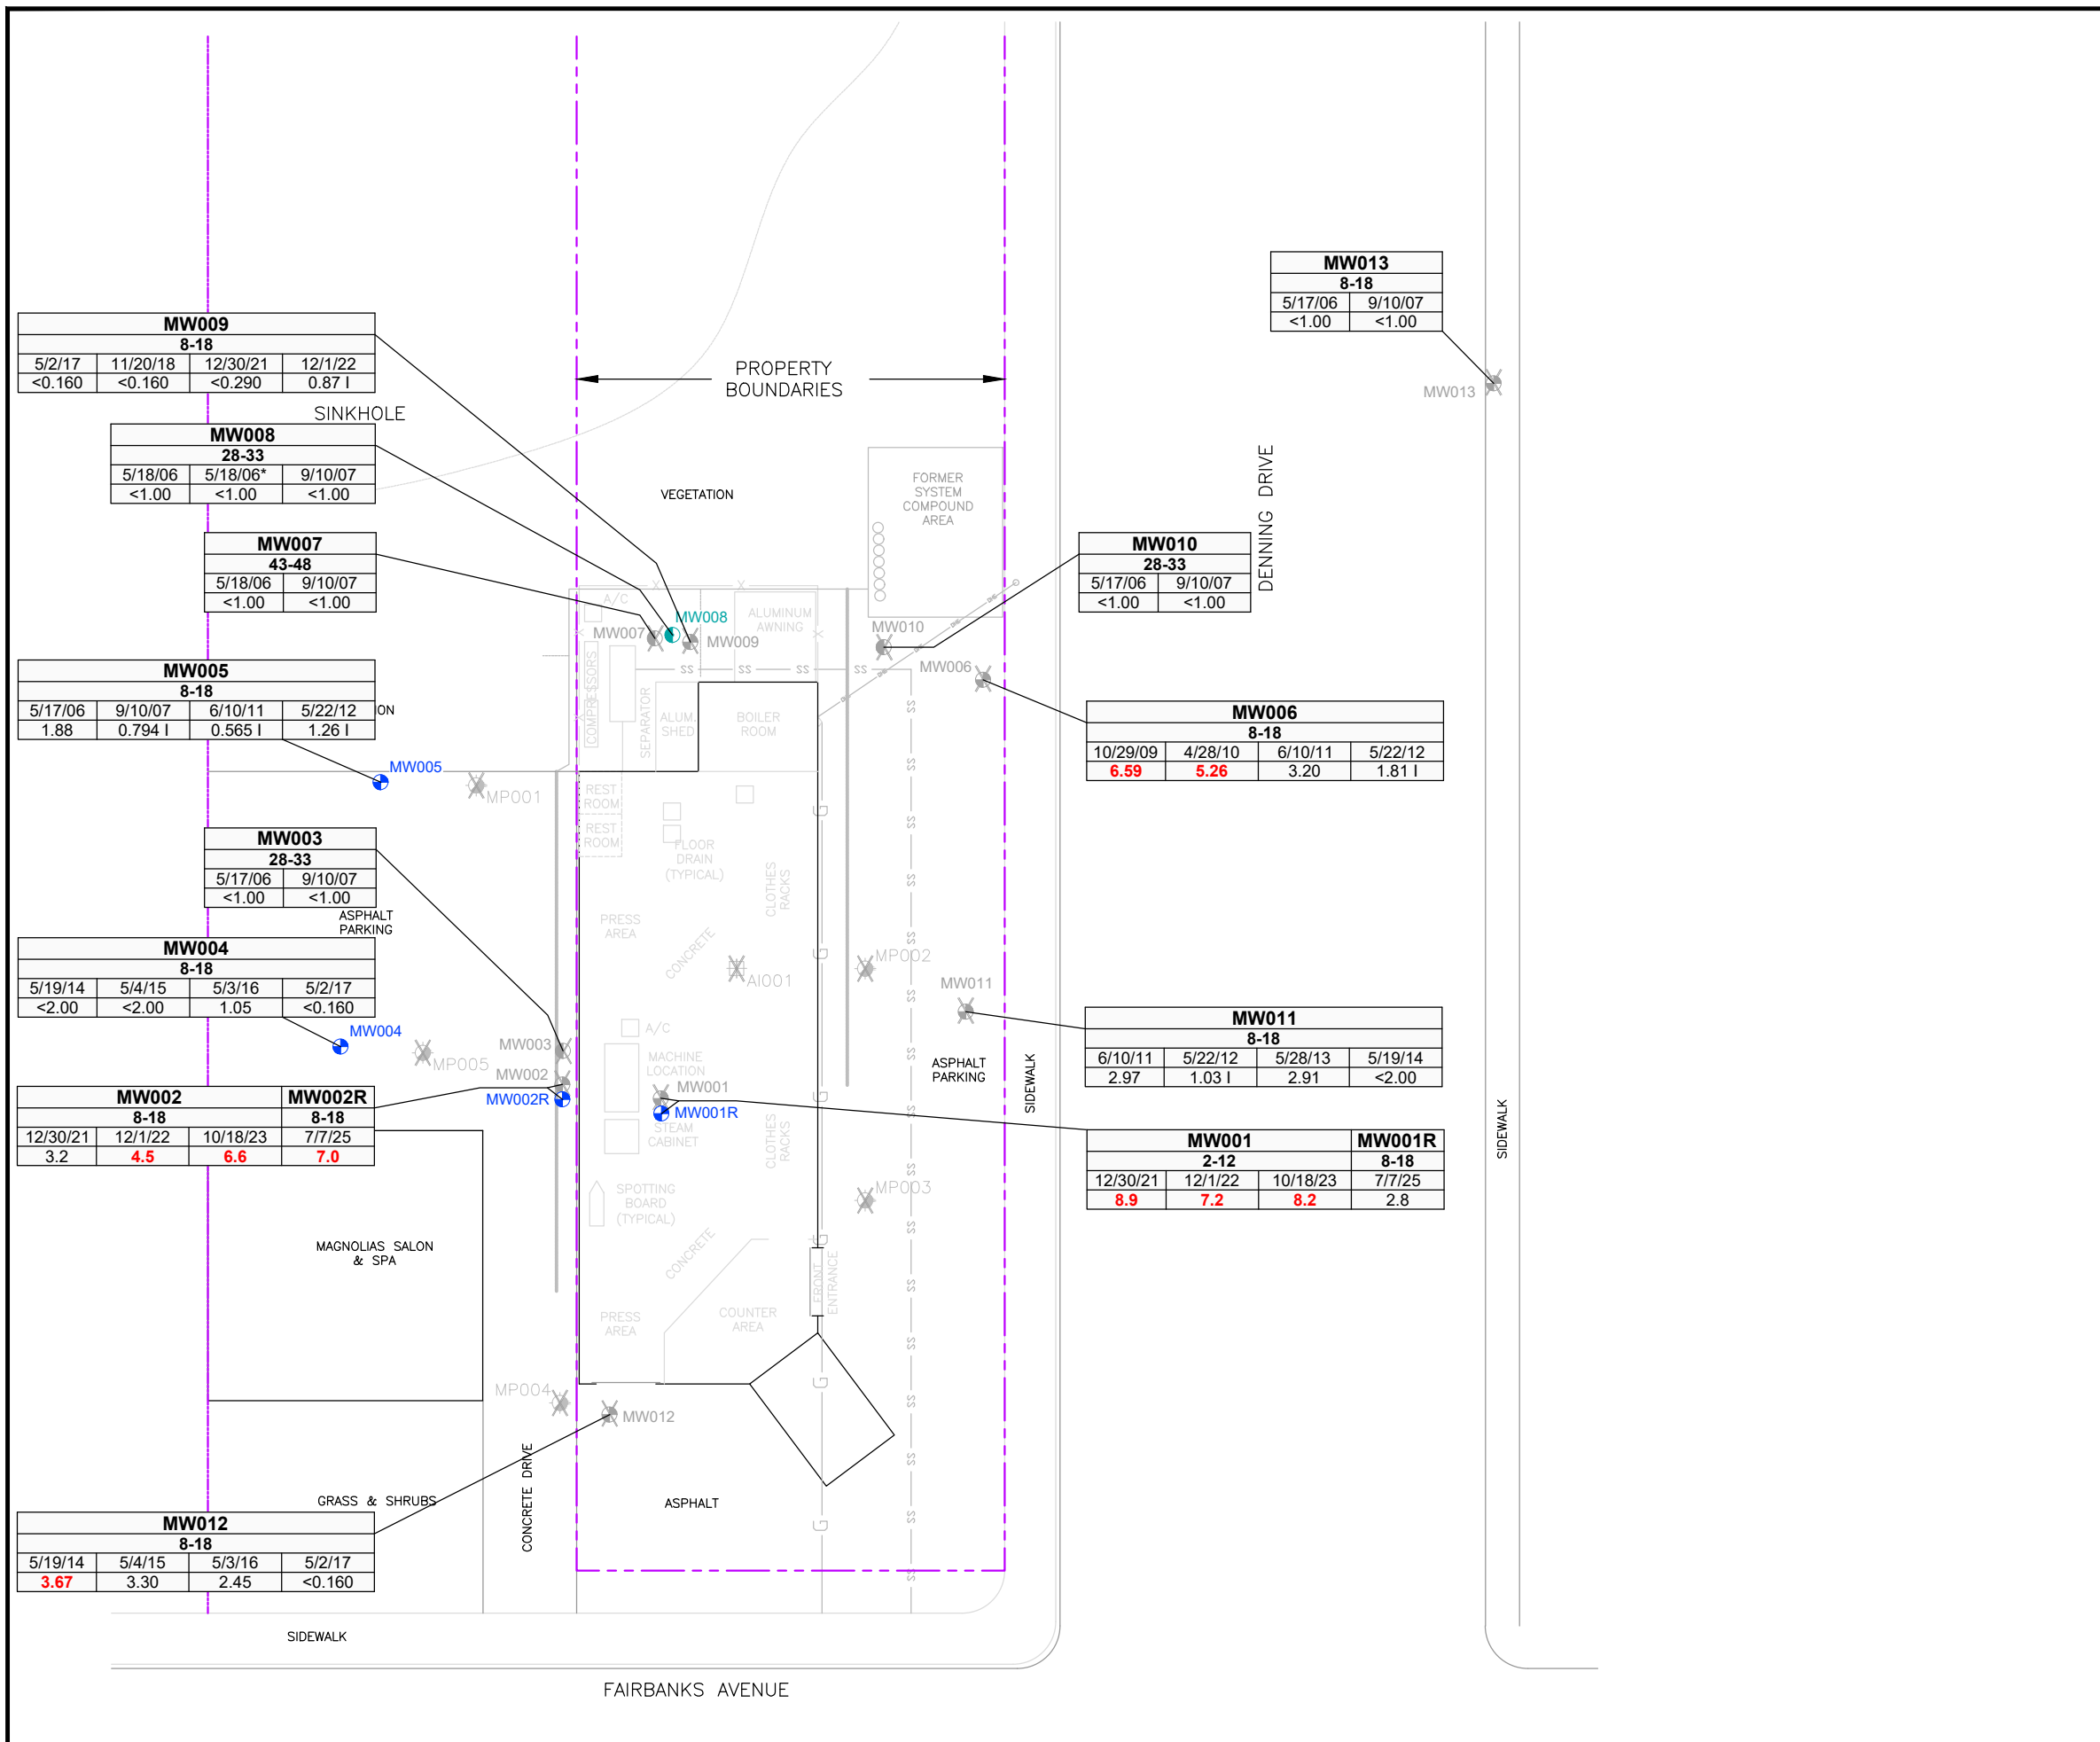 MW013
8-18
5/17/06 9/10/07
<1.00 <1.00
MW013
MW009
8-18
5/2/17 11/20/18 12/30/21 12/1/22
<0.160 <0.160 <0.290 0.87 I
PROPERTY
BOUNDARIES
SINKHOLE
MW008
28-33
5/18/06 5/18/06* 9/10/07
<1.00 <1.00 <1.00
VEGETATION
FORMER
SYSTEM
COMPOUND
AREA
DENNING DRIVE
MW007
43-48
5/18/06 9/10/07
<1.00 <1.00
MW010
28-33
5/17/06 9/10/07
<1.00 <1.00
X X
A/C
MW008
ALUMINUM
AWNING
MW007
MW009
MW010
MW006
X X
COMPRESSORS
SEPARATOR
ALUM.
SHED
BOILER
ROOM
SS SS SS SS
MW005
8-18
5/17/06 9/10/07 6/10/11 5/22/12
1.88 0.794 I 0.565 I 1.26 I
ON
MW005
MP001
MW006
8-18
10/29/09 4/28/10 6/10/11 5/22/12
6.59 5.26 3.20 1.81 I
REST
ROOM
REST
ROOM
FLOOR
DRAIN
(TYPICAL)
CLOTHES
RACKS
MW003
28-33
5/17/06 9/10/07
<1.00 <1.00
ASPHALT
PARKING
PRESS
AREA
CONCRETE
AI001
MP002
MW004
8-18
5/19/14 5/4/15 5/3/16 5/2/17
<2.00 <2.00 1.05 <0.160
MW004
MP005
MW003
MW002
MW002R
A/C
MACHINE
LOCATION
MW001
MW001R
STEAM
CABINET
CLOTHES
RACKS
MW011
ASPHALT
PARKING
SIDEWALK
MW011
8-18
6/10/11 5/22/12 5/28/13 5/19/14
2.97 1.03 I 2.91 <2.00
MW002 MW002R
8-18 8-18
12/30/21 12/1/22 10/18/23 7/7/25
3.2 4.5 6.6 7.0
MW001 MW001R
2-12 8-18
12/30/21 12/1/22 10/18/23 7/7/25
8.9 7.2 8.2 2.8
SIDEWALK
SPOTTING
BOARD
(TYPICAL)
MP003
MAGNOLIAS SALON
& SPA
CONCRETE
FRONT
ENTRANCE
PRESS
AREA
COUNTER
AREA
G G G G G G
SS SS SS SS SS SS SS SS SS SS
MP004
MW012
CONCRETE DRIVE
GRASS & SHRUBS
ASPHALT
MW012
8-18
5/19/14 5/4/15 5/3/16 5/2/17
3.67 3.30 2.45 <0.160
SIDEWALK
FAIRBANKS AVENUE